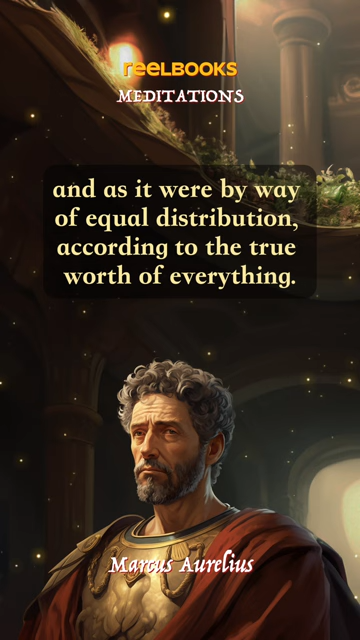 reelbooks
MEDITATIONS
and as it were by way
of equal distribution,
according to the true
worth of everything.
Marcus Aurelius